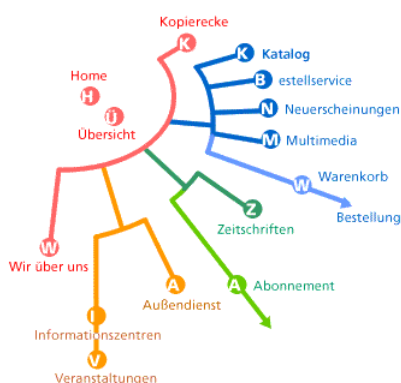 Kopierecke
K
K Katalog
Home
H
B estellservice
Ü
Übersicht
N Neuerscheinungen
M Multimedia
W Warenkorb
Bestellung
Z
Zeitschriften
W
Wir über uns
A
Außendienst
A Abonnement
I
Informationszentren
V
Veranstaltungen